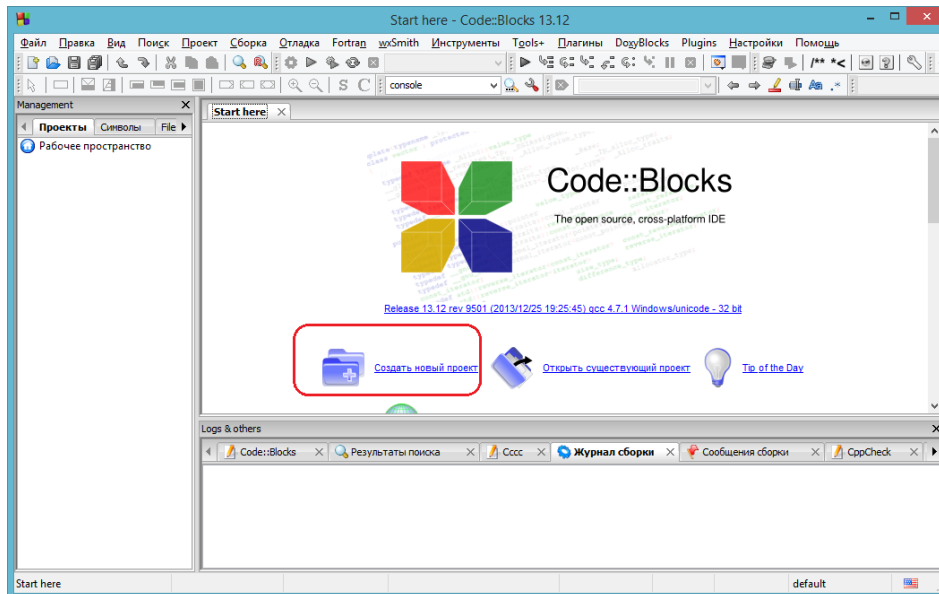 Start here - Code::Blocks 13.12
Файл Правка Вид Поиск Проект Сборка Отладка Fortran wxSmith Инструменты Tools+ Плагины DoxyBlocks Plugins Настройки Помощь
/** *<
S C console
Management
Проекты Символы File
Рабочее пространство
Start here
Code::Blocks
The open source, cross-platform IDE
Release 13.12 rev 9501 (2013/12/25 19:25:45) gcc 4.7.1 Windows/unicode - 32 bit
Создать новый проект Открыть существующий проект Tip of the Day
Logs & others
Code::Blocks Результаты поиска Cccc Журнал сборки Сообщения сборки CppCheck
Start here default